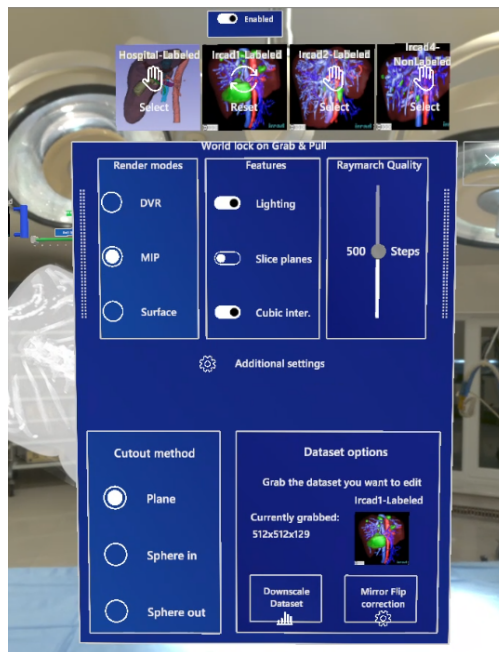 Enabled
Hospital-Labeled
Ircad1-Labeled
Ircad2-Labeled
Ircad4-
NonLabeled
Select
Reset
Select
Select
World lock on Grab & Pull
Render modes
Features
Raymarch Quality
DVR
Lighting
MIP
Slice planes
500 Steps
Surface
Cubic inter.
Additional settings
Cutout method
Dataset options
Grab the dataset you want to edit
Ircad1-Labeled
Plane
Currently grabbed:
512x512x129
Sphere in
Downscale
Dataset
Mirror Flip
correction
Sphere out